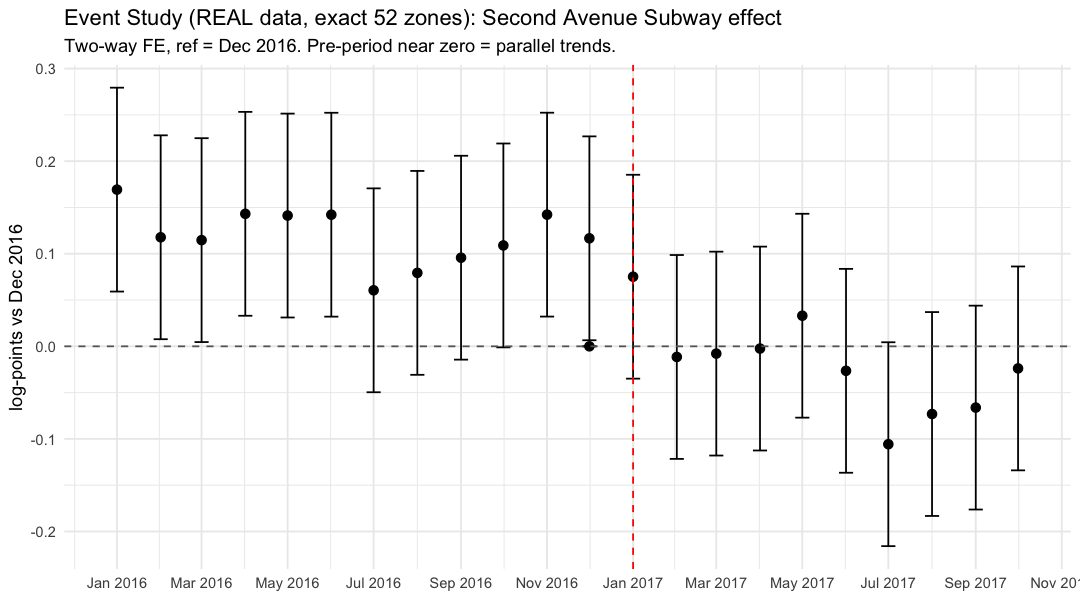 Event Study (REAL data, exact 52 zones): Second Avenue Subway effect
Two-way FE, ref = Dec 2016. Pre-period near zero = parallel trends.
log-points vs Dec 2016
0.3
0.2
0.1
0.0
-0.1
-0.2
Jan 2016 Mar 2016 May 2016 Jul 2016 Sep 2016 Nov 2016 Jan 2017 Mar 2017 May 2017 Jul 2017 Sep 2017 Nov